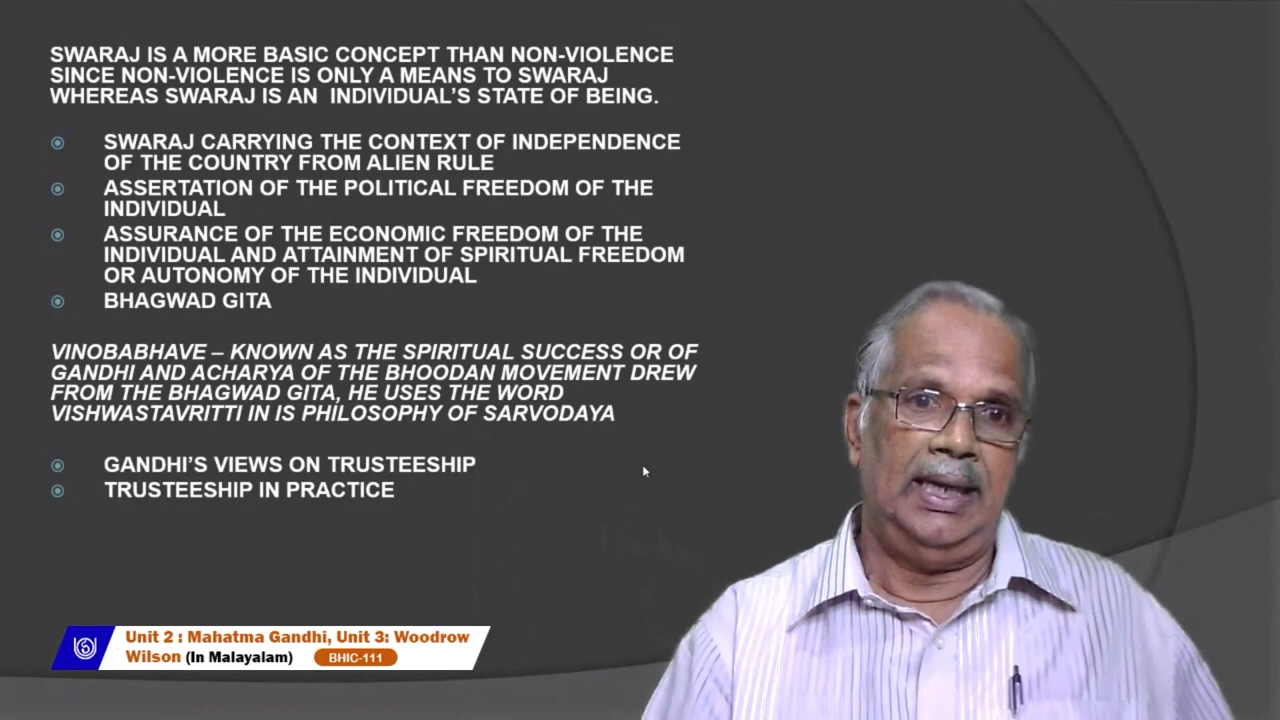 SWARAJ IS A MORE BASIC CONCEPT THAN NON-VIOLENCE
SINCE NON-VIOLENCE IS ONLY A MEANS TO SWARAJ
WHEREAS SWARAJ IS AN INDIVIDUAL'S STATE OF BEING.
SWARAJ CARRYING THE CONTEXT OF INDEPENDENCE
OF THE COUNTRY FROM ALIEN RULE
ASSERTATION OF THE POLITICAL FREEDOM OF THE
INDIVIDUAL
ASSURANCE OF THE ECONOMIC FREEDOM OF THE
INDIVIDUAL AND ATTAINMENT OF SPIRITUAL FREEDOM
OR AUTONOMY OF THE INDIVIDUAL
BHAGWAD GITA
VINOBABHAVE – KNOWN AS THE SPIRITUAL SUCCESS OR OF
GANDHI AND ACHARYA OF THE BHOODAN MOVEMENT DREW
FROM THE BHAGWAD GITA, HE USES THE WORD
VISHWASTAVRITTI IN IS PHILOSOPHY OF SARVODAYA
GANDHI'S VIEWS ON TRUSTEESHIP
TRUSTEESHIP IN PRACTICE
Unit 2 : Mahatma Gandhi, Unit 3: Woodrow
Wilson (In Malayalam) BHIC-111